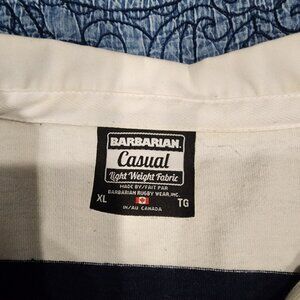 BARBARIAN
Casual
Light Weight Fabric
MADE BY/FAIT PAR
BARBARIAN RUGBY WEAR, INC.
XL TG
IN/AU CANADA